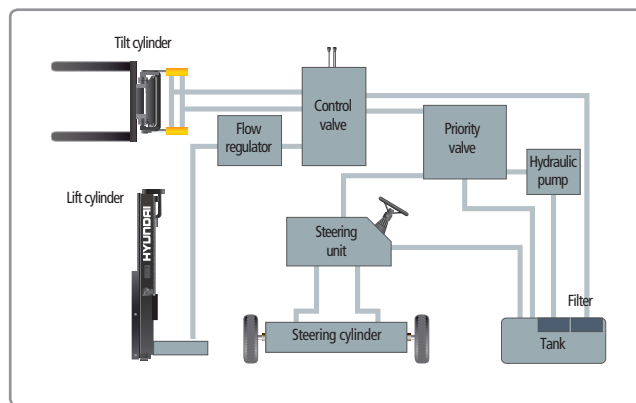 Tilt cylinder
Control
valve
Flow
regulator
Priority
valve
Hydraulic
pump
Lift cylinder
HYUNDAI
Steering
unit
Filter
Steering cylinder
Tank